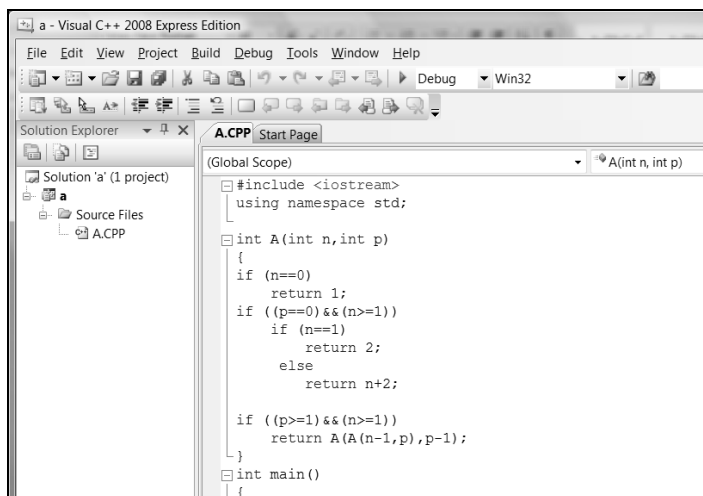 a - Visual C++ 2008 Express Edition
File Edit View Project Build Debug Tools Window Help
Debug Win32
Solution Explorer
A.CPP Start Page
(Global Scope) A(int n, int p)
Solution 'a' (1 project)
a
Source Files
A.CPP
#include <iostream>
using namespace std;
int A(int n,int p)
{
if (n==0)
return 1;
if ((p==0)&&(n>=1))
if (n==1)
return 2;
else
return n+2;
if ((p>=1)&&(n>=1))
return A(A(n-1,p),p-1);
}
int main()
{